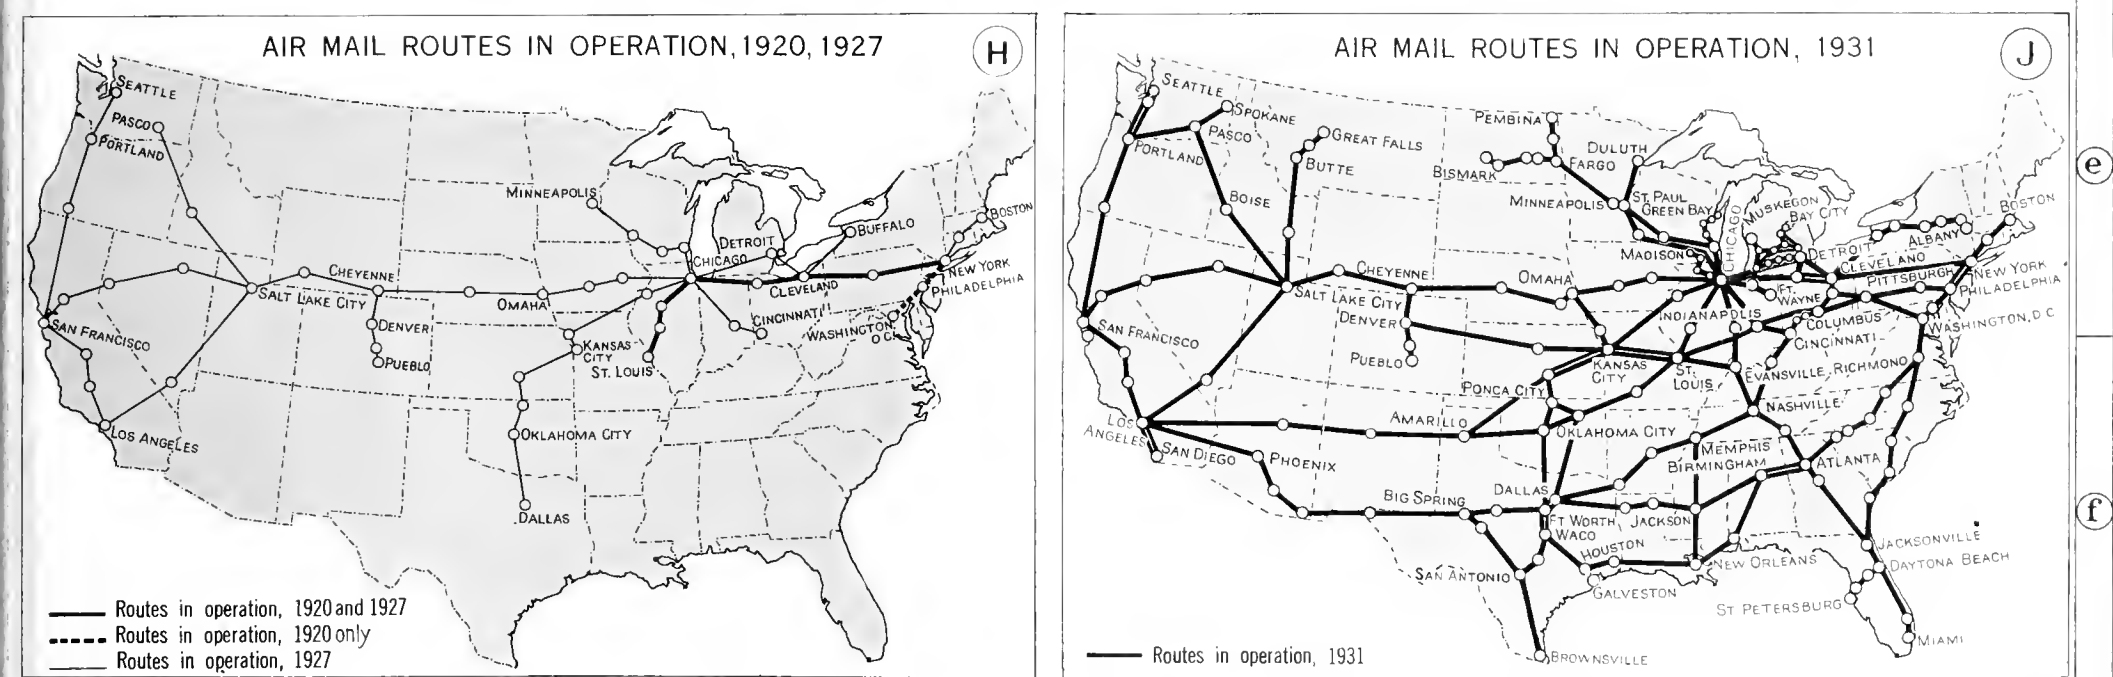 AIR MAIL ROUTES IN OPERATION, 1920, 1927
H
SEATTLE
PASCO
PORTLAND
MINNEAPOLIS
BOSTON
BUFFALO
DETROIT
CHICAGO
CHEYENNE
NEW YORK
CLEVELAND
PHILADELPHIA
SALT LAKE CITY
OMAHA
CINCINNATI
SAN FRANCISCO
DENVER
WASHINGTON,
D.C.
KANSAS
CITY
PUEBLO
ST. LOUIS
LOS ANGELES
OKLAHOMA CITY
DALLAS
Routes in operation, 1920 and 1927
Routes in operation, 1920 only
Routes in operation, 1927
AIR MAIL ROUTES IN OPERATION, 1931
J
SEATTLE
SPOKANE
PEMBINA
PASCO
GREAT FALLS
PORTLAND
DULUTH
BUTTE
FARGO
BISMARK
BOISE
MINNEAPOLIS
ST. PAUL
GREEN BAY
MUSKEGON
BAY CITY
BOSTON
ALBANY
CHICAGO
MADISON
DETROIT
CLEVELAND
CHEYENNE
OMAHA
PITTSBURGH
NEW YORK
SALT LAKE CITY
FT.
WAYNE
PHILADELPHIA
DENVER
INDIANAPOLIS
COLUMBUS
WASHINGTON, D C
SAN FRANCISCO
CINCINNATI
PUEBLO
KANSAS
CITY
ST.
LOUIS
EVANSVILLE
RICHMOND
PONCA CITY
NASHVILLE
AMARILLO
LOS
ANGELES
OKLAHOMA CITY
MEMPHIS
SAN DIEGO
PHOENIX
BIRMINGHAM
ATLANTA
BIG SPRING
DALLAS
FT WORTH
JACKSON
WACO
HOUSTON
JACKSONVILLE
NEW ORLEANS
DAYTONA BEACH
SAN ANTONIO
GALVESTON
ST PETERSBURG
MIAMI
BROWNSVILLE
Routes in operation, 1931
e
f